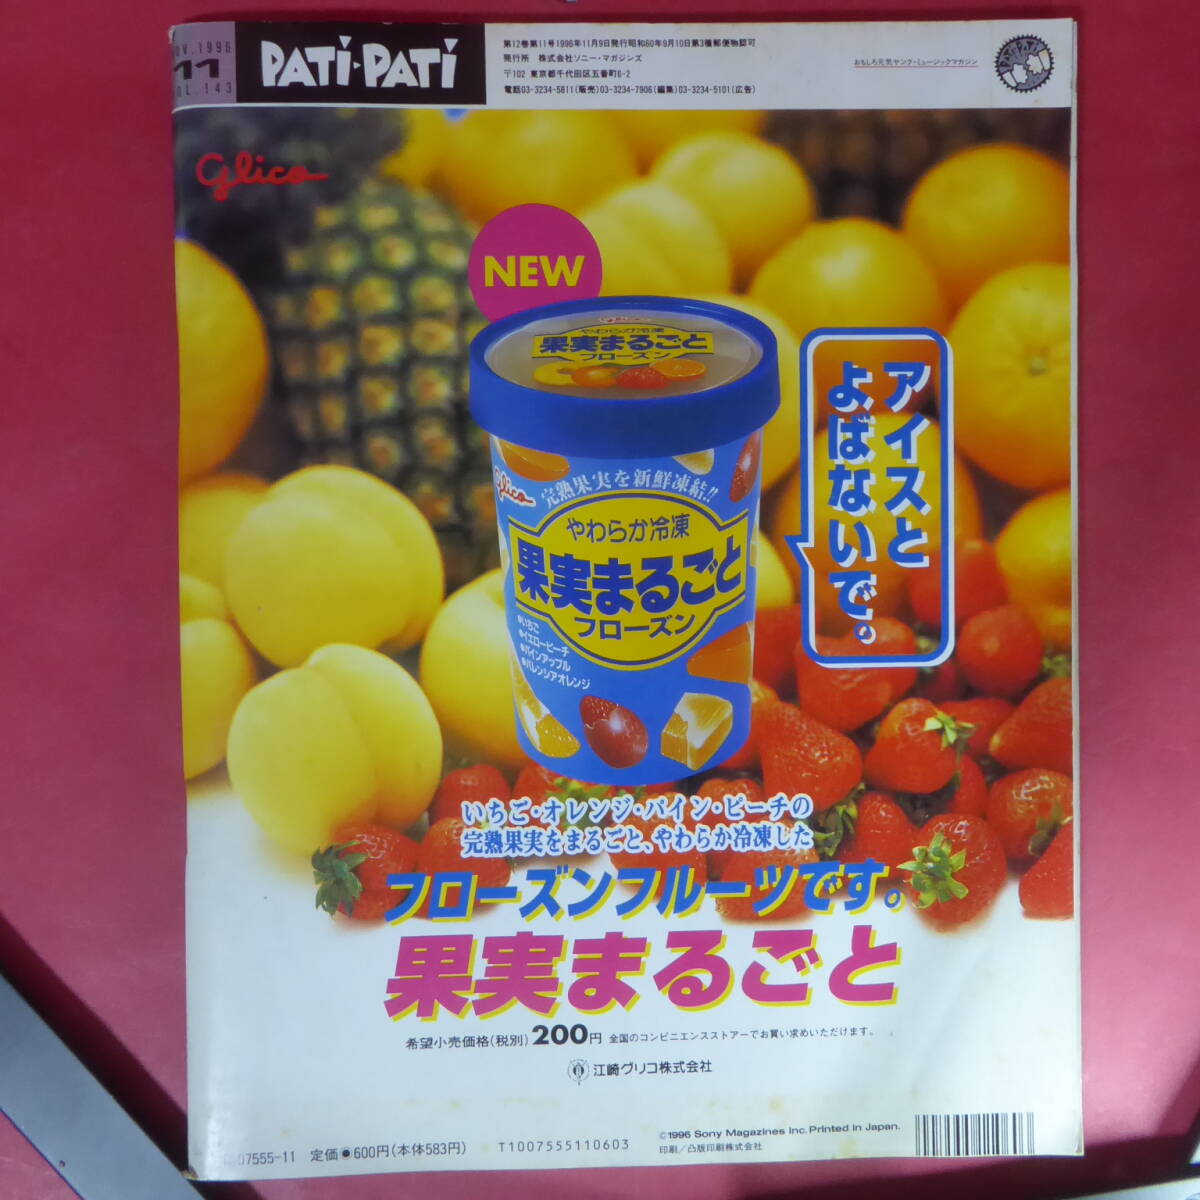 NOV.1996
11
VOL.143
PATi▸PATi
第12巻第11号1996年11月9日発行昭和60年9月10日第3種郵便物認可
発行所　株式会社ソニー・マガジンズ
〒102 東京都千代田区五番町6-2
電話03-3234-5811(販売)03-3234-7906(編集)03-3234-5101(広告)
おもしろ元気ヤング・ミュージックマガジン
PATi PATi
Glico
NEW
Glico
やわらか冷凍
果実まるごと
フローズン
アイスと
よばないで。
Glico
完熟果実を新鮮凍結!!
やわらか冷凍
果実まるごと
フローズン
●いちご
●イエローピーチ
●パインアップル
●バレンシアオレンジ
いちご・オレンジ・パイン・ピーチの
完熟果実をまるごと、やわらか冷凍した
フローズンフルーツです。
果実まるごと
希望小売価格(税別)200円 全国のコンビニエンスストアーでお買い求めいただけます。
江崎グリコ株式会社
07555-11 定価●600円(本体583円)
T1007555110603
©1996 Sony Magazines Inc. Printed in Japan.
印刷／凸版印刷株式会社